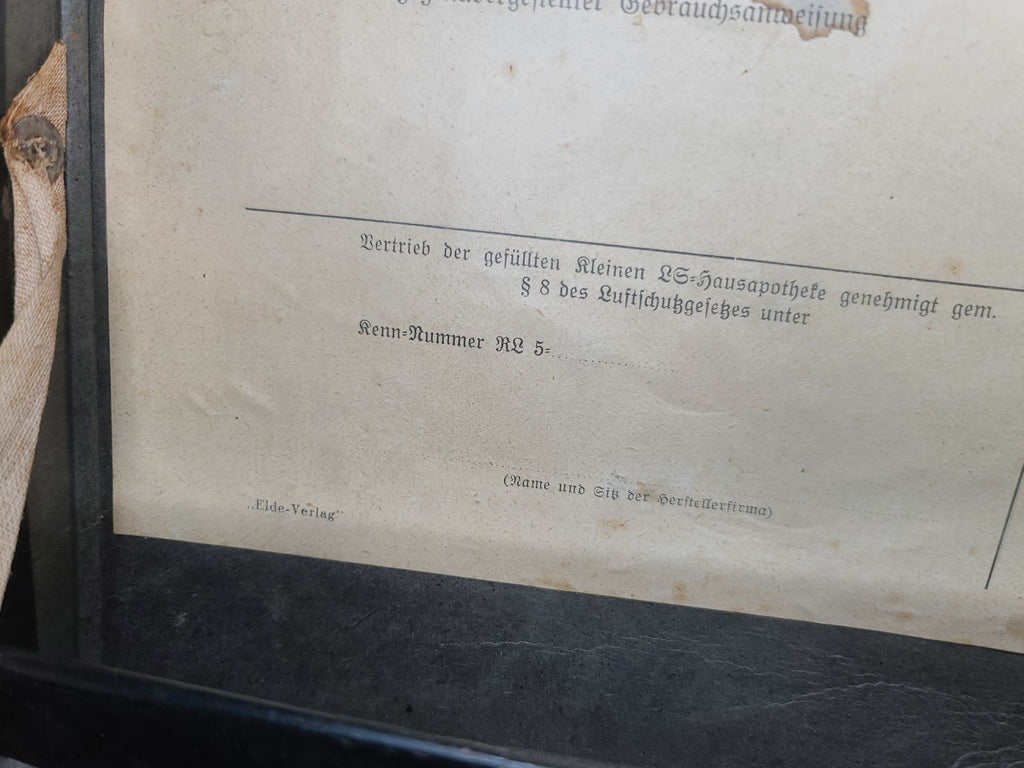 Gebrauchsanweisung
Vertrieb der gefüllten Kleinen LS-Hausapotheke genehmigt gem.
§ 8 des Luftschutzgesetzes unter
Kenn-Nummer RL 5-
(Name und Sitz der Herstellerfirma)
„Elde-Verlag“